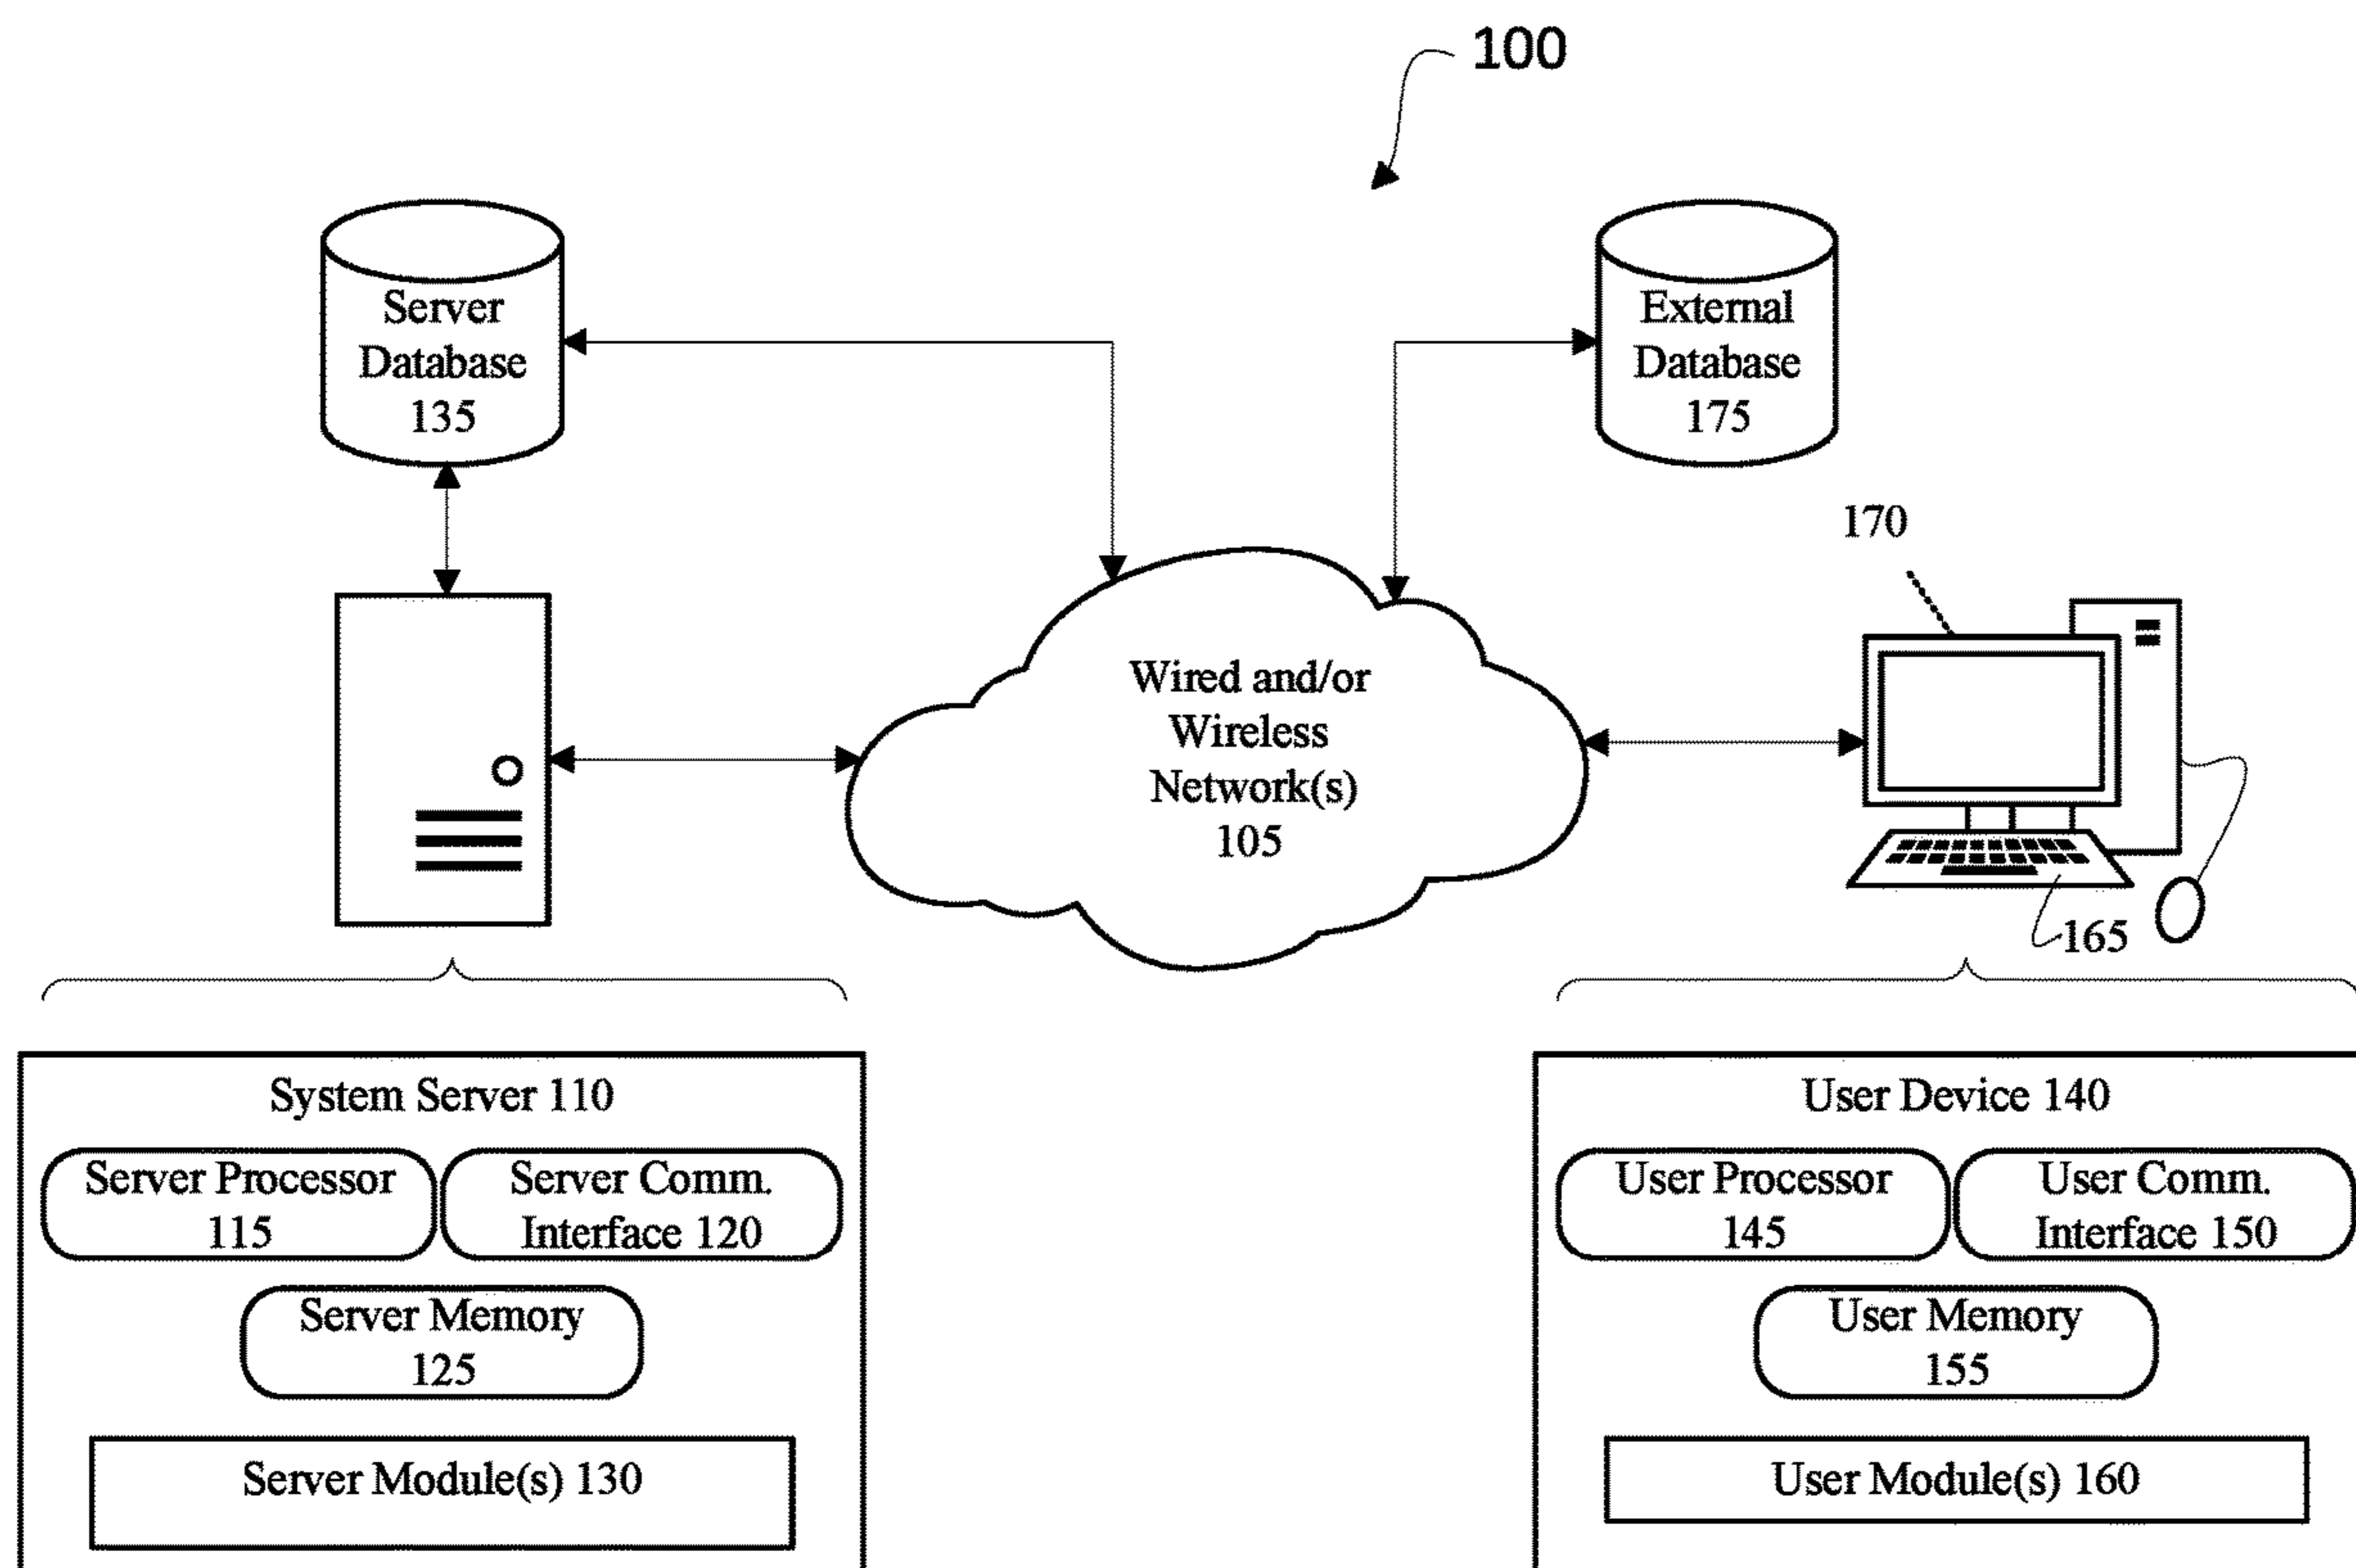 100
Server
Database
135
External
Database
175
170
Wired and/or
Wireless
Network(s)
105
165
System Server 110
Server Processor
115
Server Comm.
Interface 120
Server Memory
125
Server Module(s) 130
User Device 140
User Processor
145
User Comm.
Interface 150
User Memory
155
User Module(s) 160